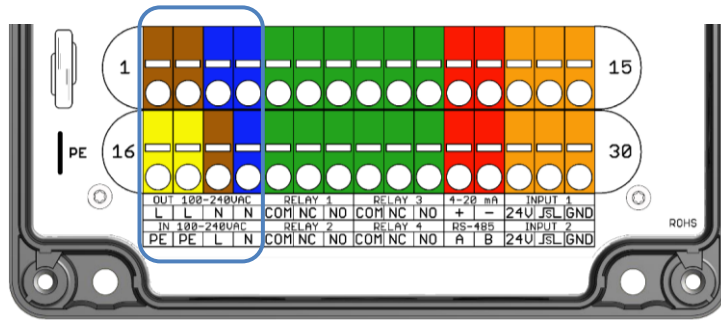 1 15
PE 16 30
OUT 100-240VAC RELAY 1 RELAY 3 4-20 mA INPUT 1
L L N N COM NC NO COM NC NO + - 24V GND
IN 100-240VAC RELAY 2 RELAY 4 RS-485 INPUT 2
PE PE L N COM NC NO COM NC NO A B 24V GND
ROHS